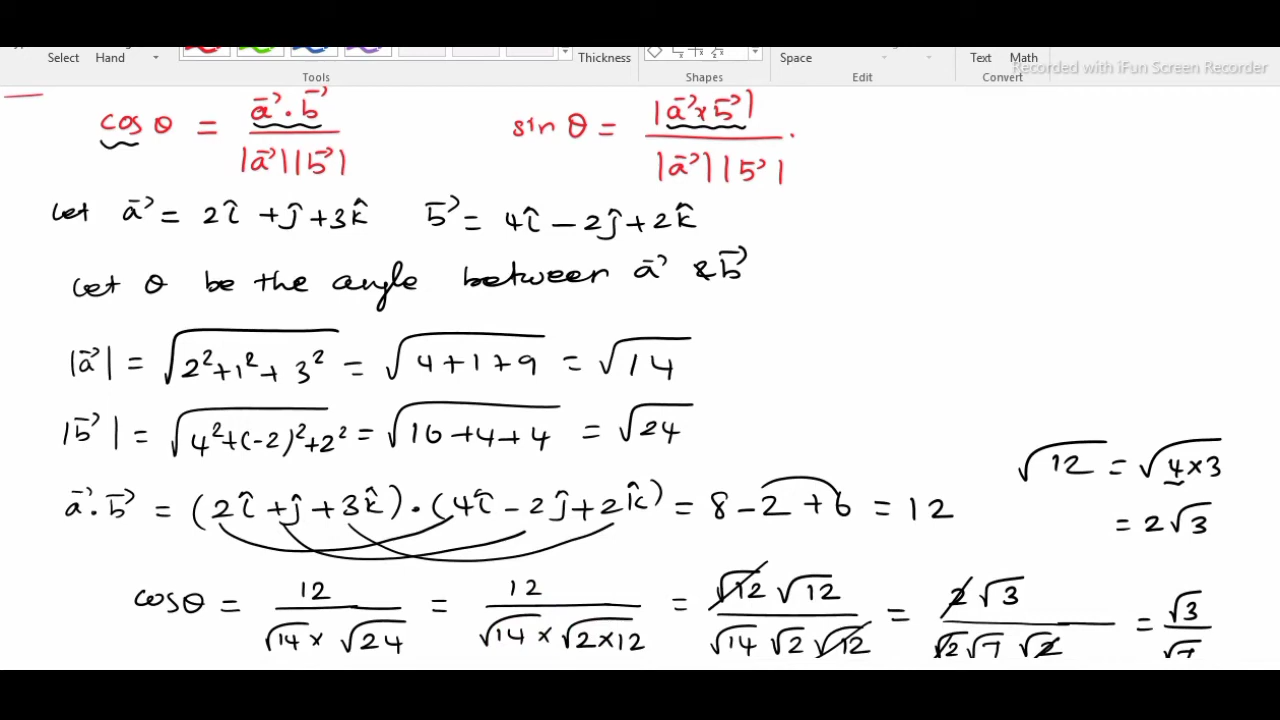 Select Hand Thickness Space Text Math
Tools Shapes Edit Convert
Recorded with iFun Screen Recorder
cosθ = a⃗·b⃗ / |a⃗||b⃗| sinθ = |a⃗×b⃗| / |a⃗||b⃗|.
Let a⃗ = 2î + ĵ + 3k̂ b⃗ = 4î − 2ĵ + 2k̂
Let θ be the angle between a⃗ & b⃗
|a⃗| = √(2²+1²+3²) = √(4+1+9) = √14
|b⃗| = √(4²+(-2)²+2²) = √(16+4+4) = √24
√12 = √(4×3)
= 2√3
a⃗·b⃗ = (2î + ĵ + 3k̂)·(4î − 2ĵ + 2k̂) = 8 − 2 + 6 = 12
cosθ = 12 / √14 × √24 = 12 / √14 × √(2×12) = √12 √12 / √14 √2 √12 = 2√3 / √2 √7 √2 = √3 / √7